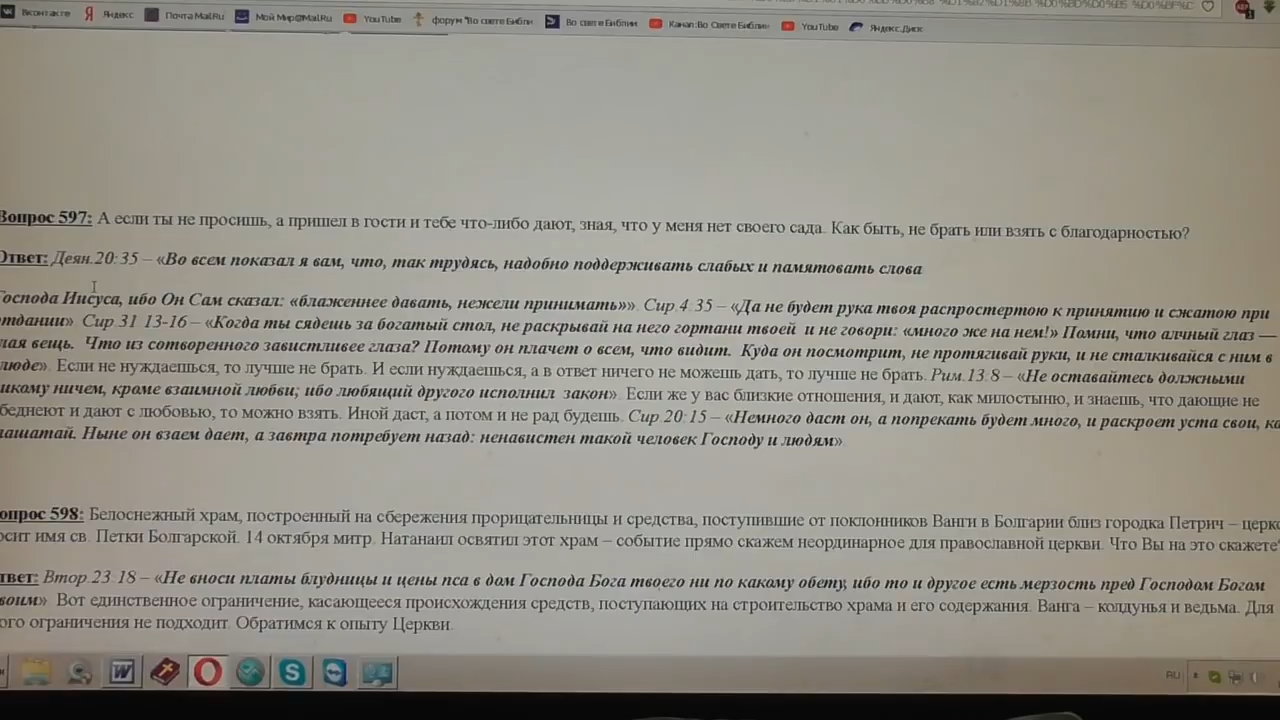 Вконтакте Яндекс Почта Mail.Ru Мой Мир@Mail.Ru YouTube форум "Во свете Библи Во свете Библии Канал:Во Свете Библи YouTube Яндекс.Диск
Вопрос 597: А если ты не просишь, а пришел в гости и тебе что-либо дают, зная, что у меня нет своего сада. Как быть, не брать или взять с благодарностью?
Ответ: Деян.20:35 – «Во всем показал я вам, что, так трудясь, надобно поддерживать слабых и памятовать слова
Господа Иисуса, ибо Он Сам сказал: «блаженнее давать, нежели принимать»». Сир.4:35 – «Да не будет рука твоя распростертою к принятию и сжатою при
тдании». Сир.31:13-16 – «Когда ты сядешь за богатый стол, не раскрывай на него гортани твоей и не говори: «много же на нем!» Помни, что алчный глаз —
лая вещь. Что из сотворенного завистливее глаза? Потому он плачет о всем, что видит. Куда он посмотрит, не протягивай руки, и не сталкивайся с ним в
люде». Если не нуждаешься, то лучше не брать. И если нуждаешься, а в ответ ничего не можешь дать, то лучше не брать. Рим.13:8 – «Не оставайтесь должными
икому ничем, кроме взаимной любви; ибо любящий другого исполнил закон». Если же у вас близкие отношения, и дают, как милостыню, и знаешь, что дающие не
беднеют и дают с любовью, то можно взять. Иной даст, а потом и не рад будешь. Сир.20:15 – «Немного даст он, а попрекать будет много, и раскроет уста свои, ка
лашатай. Ныне он взаем дает, а завтра потребует назад: ненавистен такой человек Господу и людям».
опрос 598: Белоснежный храм, построенный на сбережения прорицательницы и средства, поступившие от поклонников Ванги в Болгарии близ городка Петрич – церко
осит имя св. Петки Болгарской. 14 октября митр. Натанаил освятил этот храм – событие прямо скажем неординарное для православной церкви. Что Вы на это скажете?
твет: Втор.23:18 – «Не вноси платы блудницы и цены пса в дом Господа Бога твоего ни по какому обету, ибо то и другое есть мерзость пред Господом Богом
воим». Вот единственное ограничение, касающееся происхождения средств, поступающих на строительство храма и его содержания. Ванга – колдунья и ведьма. Для
ого ограничения не подходит. Обратимся к опыту Церкви.
RU